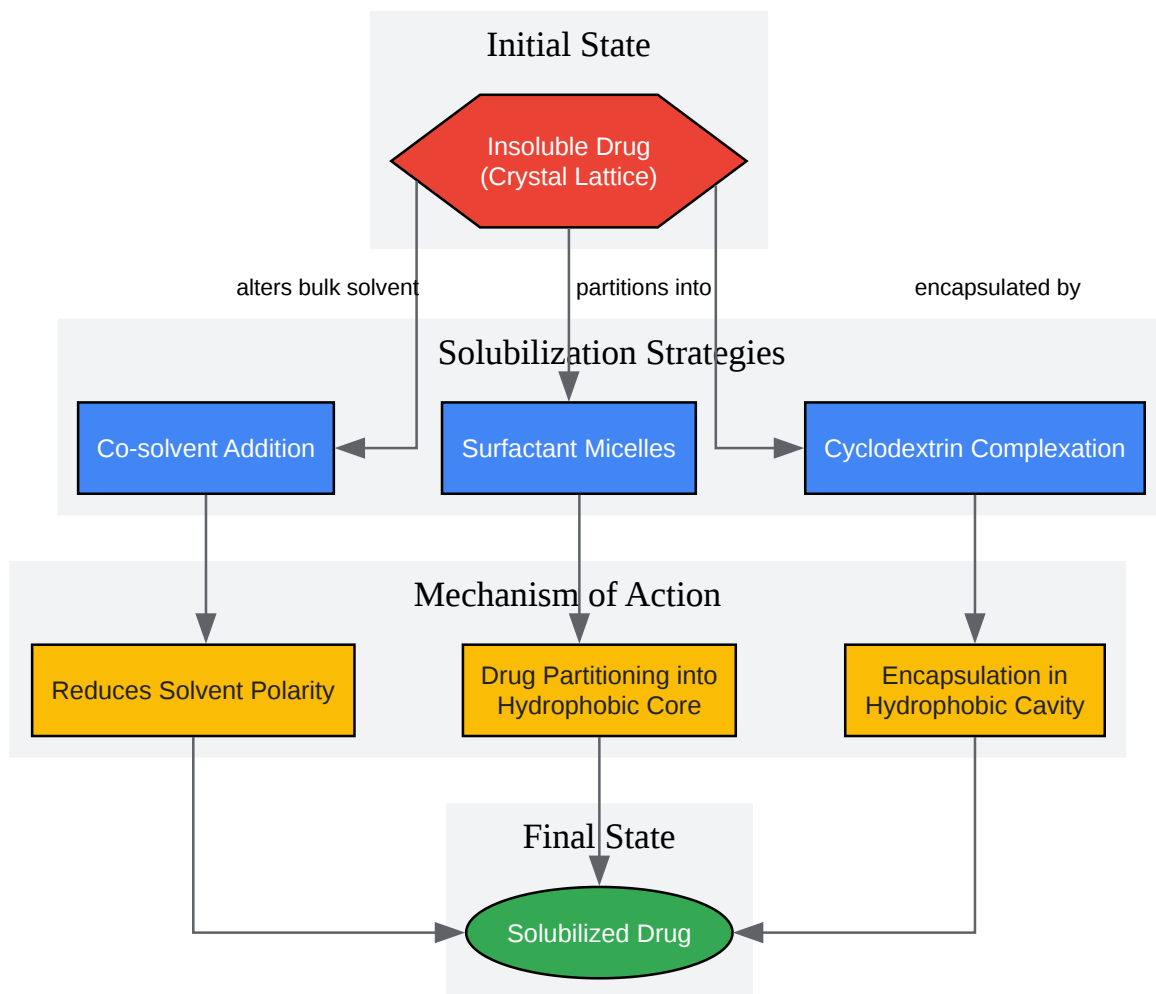 Initial State
Insoluble Drug
(Crystal Lattice)
alters bulk solvent
partitions into
encapsulated by
Solubilization Strategies
Co-solvent Addition
Surfactant Micelles
Cyclodextrin Complexation
Mechanism of Action
Reduces Solvent Polarity
Drug Partitioning into
Hydrophobic Core
Encapsulation in
Hydrophobic Cavity
Final State
Solubilized Drug